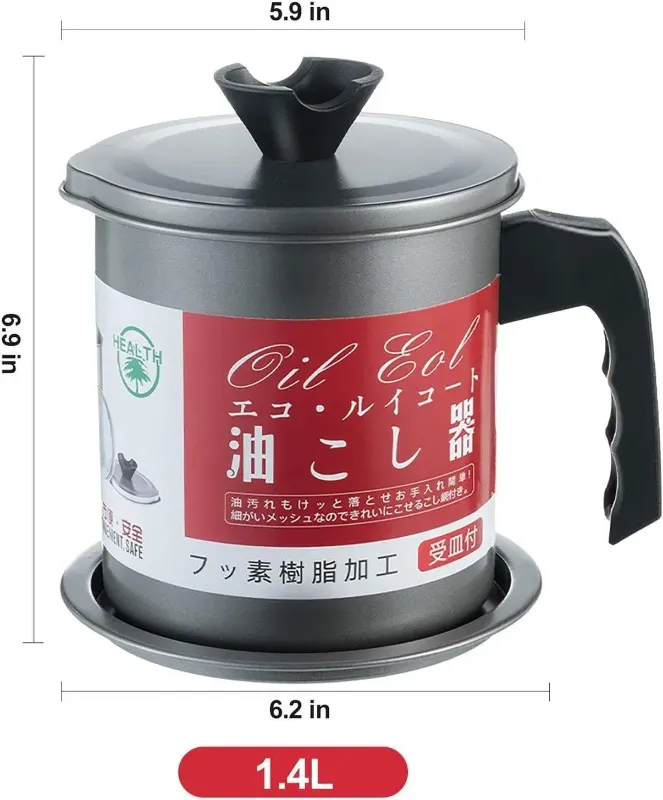 5.9 in
6.9 in
HEALTH
Oil Eol
エコ・ルイコート
油こし器
油汚れもけッと落とせお手入れ簡単!
細かいメッシュなのできれいにこせるこし網付き。
安全
SAFE
フッ素樹脂加工
受皿付
6.2 in
1.4L